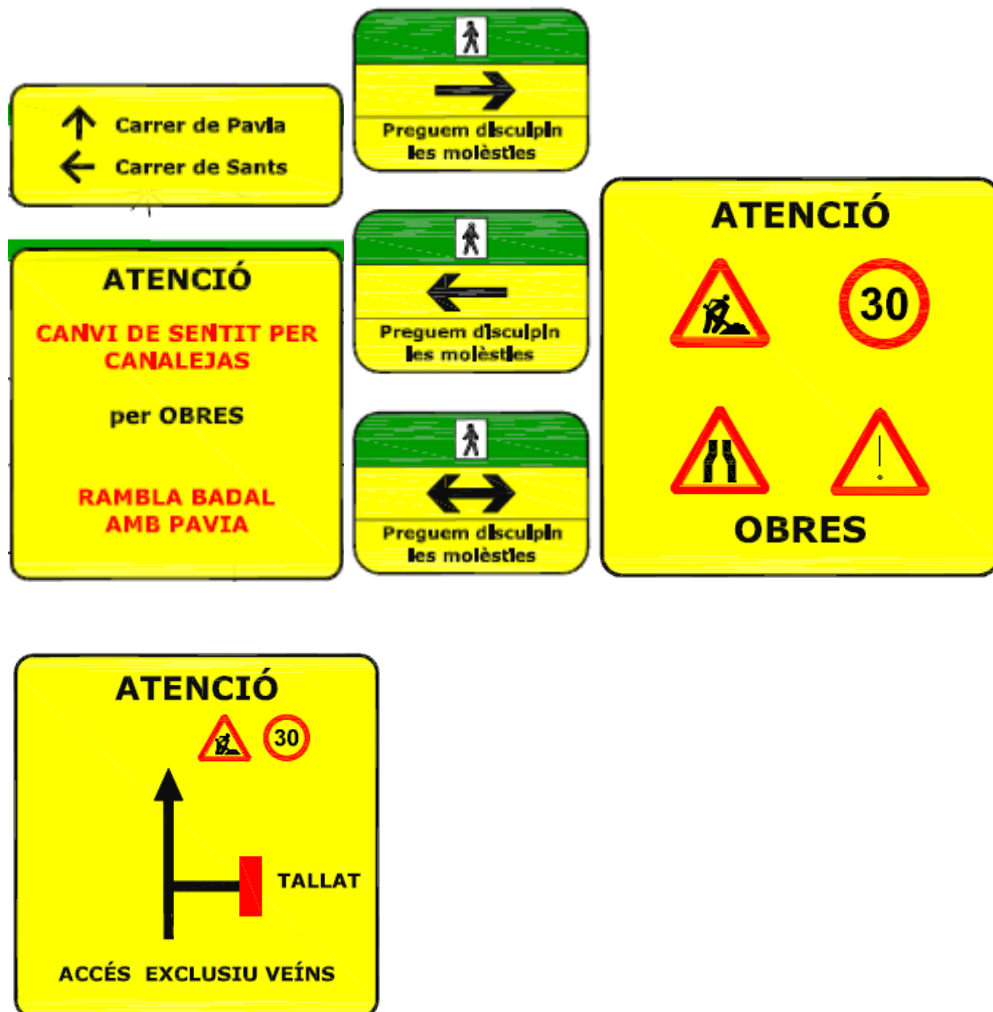 Carrer de Pavia
Carrer de Sants
ATENCIÓ
CANVI DE SENTIT PER
CANALEJAS
per OBRES
RAMBLA BADAL
AMB PAVIA
Preguem disculpin
les molèsties
Preguem disculpin
les molèsties
Preguem disculpin
les molèsties
ATENCIÓ
30
OBRES
ATENCIÓ
30
TALLAT
ACCÉS EXCLUSIU VEÍNS